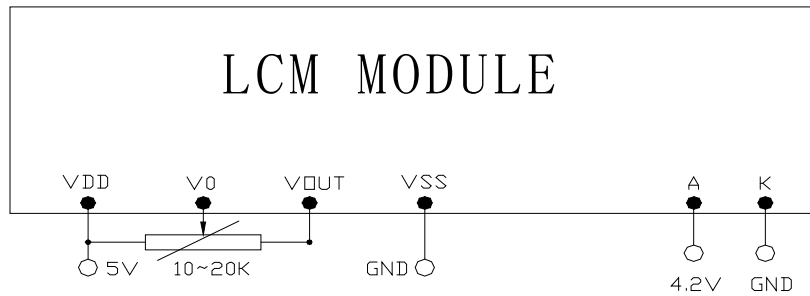 LCM MODULE
VDD V0 VOUT VSS A K
5V 10~20K GND
4.2V GND